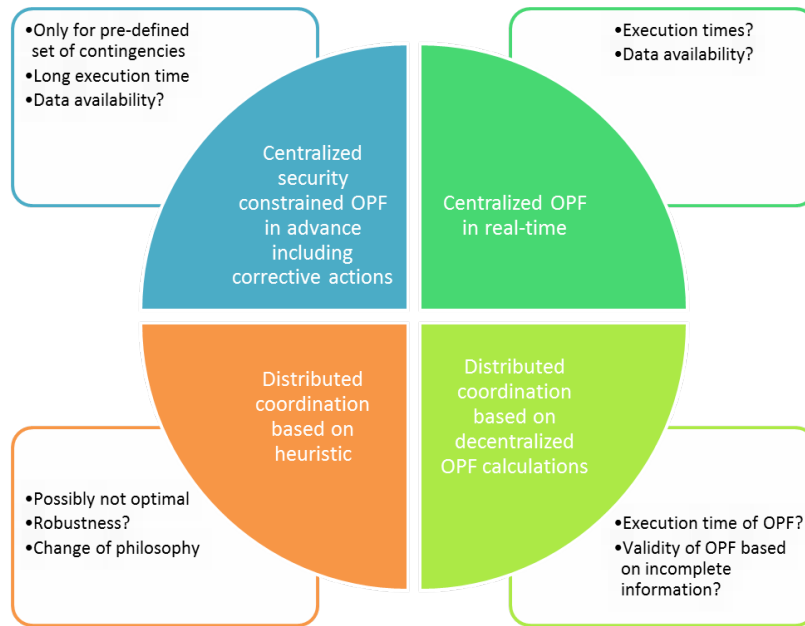 •Only for pre-defined
set of contingencies
•Long execution time
•Data availability?
•Execution times?
•Data availability?
Centralized
security
constrained OPF
in advance
including
corrective actions
Centralized OPF
in real-time
Distributed
coordination
based on
heuristic
Distributed
coordination
based on
decentralized
OPF calculations
•Possibly not optimal
•Robustness?
•Change of philosophy
•Execution time of OPF?
•Validity of OPF based
on incomplete
information?